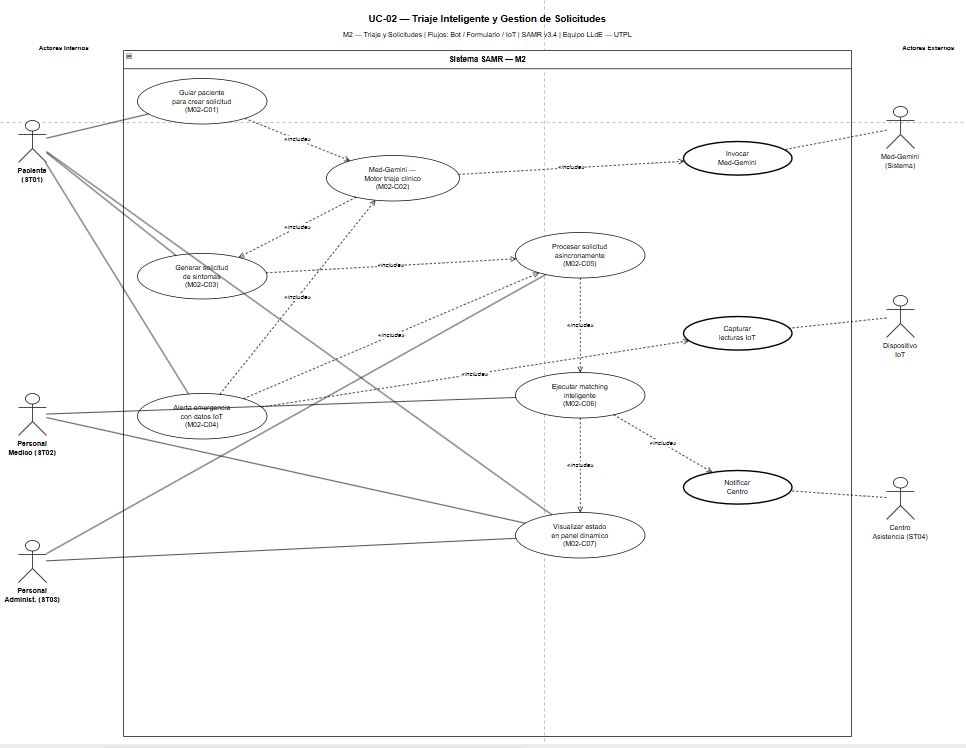 UC-02 — Triaje Inteligente y Gestion de Solicitudes
M2 — Triaje y Solicitudes | Flujos: Bot / Formulario / IoT | SAMR v3.4 | Equipo LLdE — UTPL
Actores Internos
Actores Externos
Sistema SAMR — M2
Guiar paciente
para crear solicitud
(M02-C01)
«include»
Paciente
(ST01)
Med-Gemini —
Motor triaje clinico
(M02-C02)
«include»
Invocar
Med-Gemini
Med-Gemini
(Sistema)
«include»
Generar solicitud
de sintomas
(M02-C03)
«include»
Procesar solicitud
asincronamente
(M02-C05)
«include»
«include»
«include»
Capturar
lecturas IoT
Dispositivo
IoT
«include»
Ejecutar matching
inteligente
(M02-C06)
Alerta emergencia
con datos IoT
(M02-C04)
Personal
Medico (ST02)
«include»
«include»
Notificar
Centro
Centro
Asistencia (ST04)
Visualizar estado
en panel dinamico
(M02-C07)
Personal
Administ. (ST03)